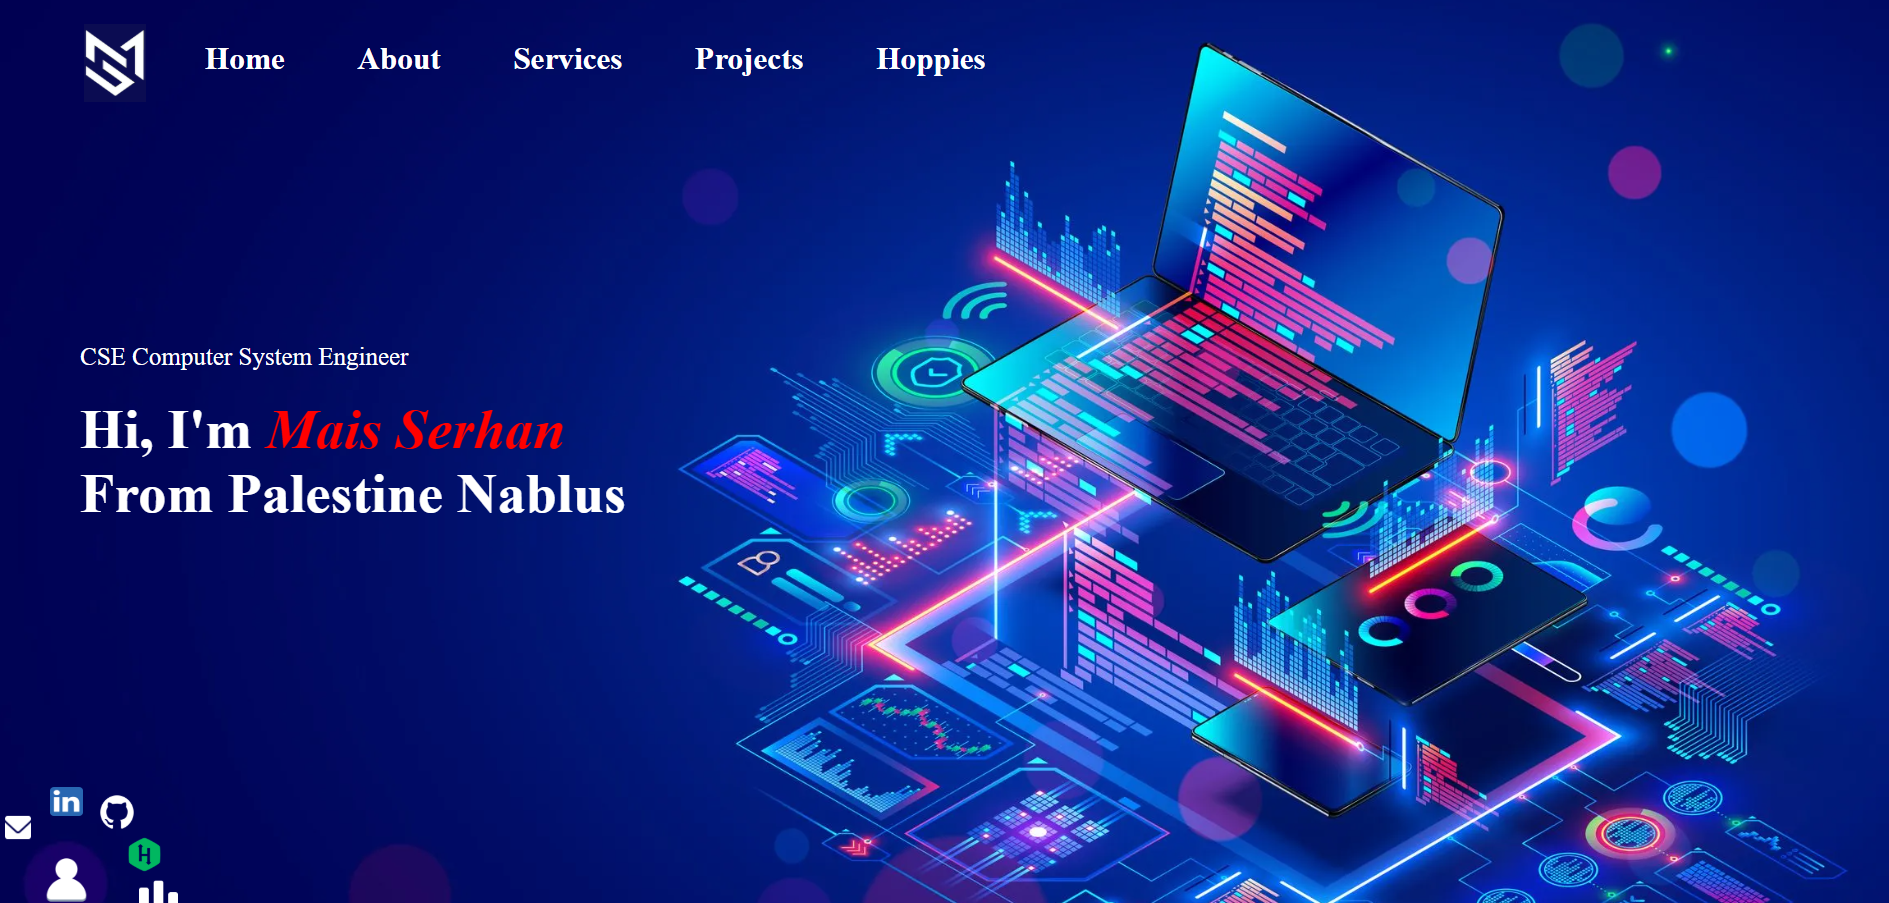 Home About Services Projects Hoppies
CSE Computer System Engineer
Hi, I'm Mais Serhan
From Palestine Nablus
in
H